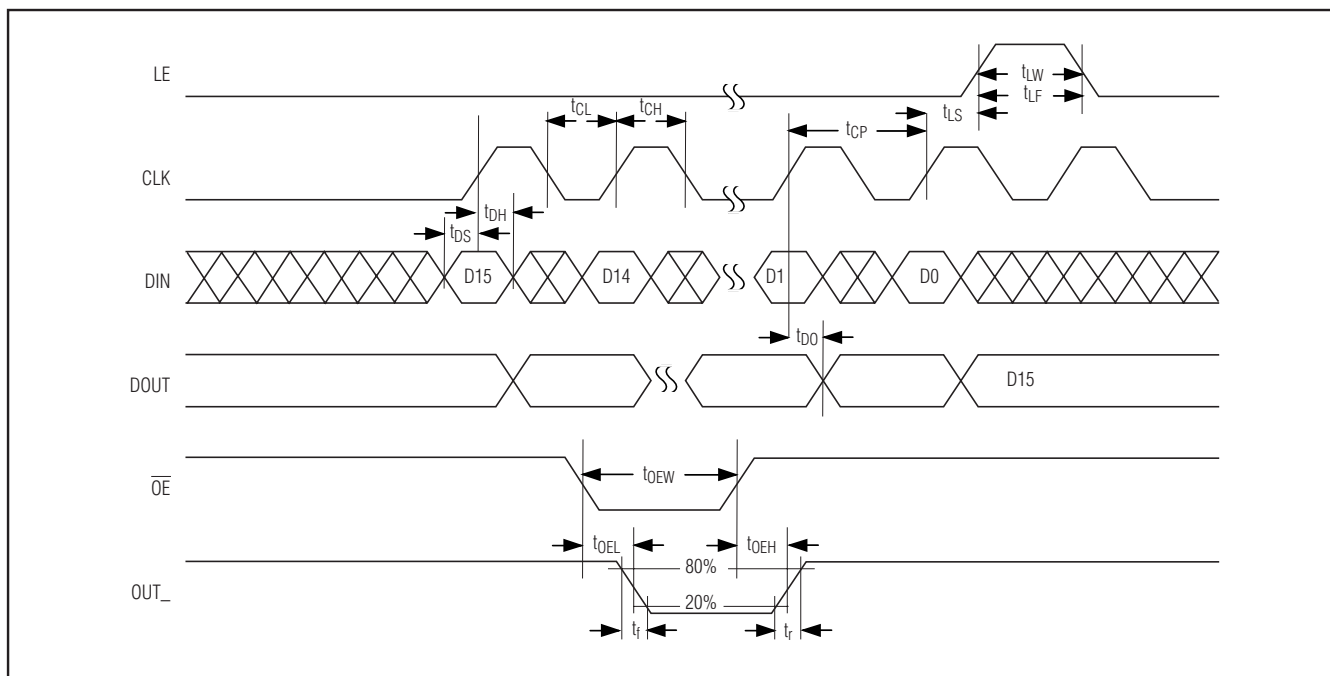 LE
tLW
tLF
tCL
tCH
tLS
tCP
CLK
tDH
tDS
DIN
D15
D14
D1
D0
tDO
DOUT
D15
OE
tOEW
tOEL
tOEH
80%
OUT_
20%
tf
tr